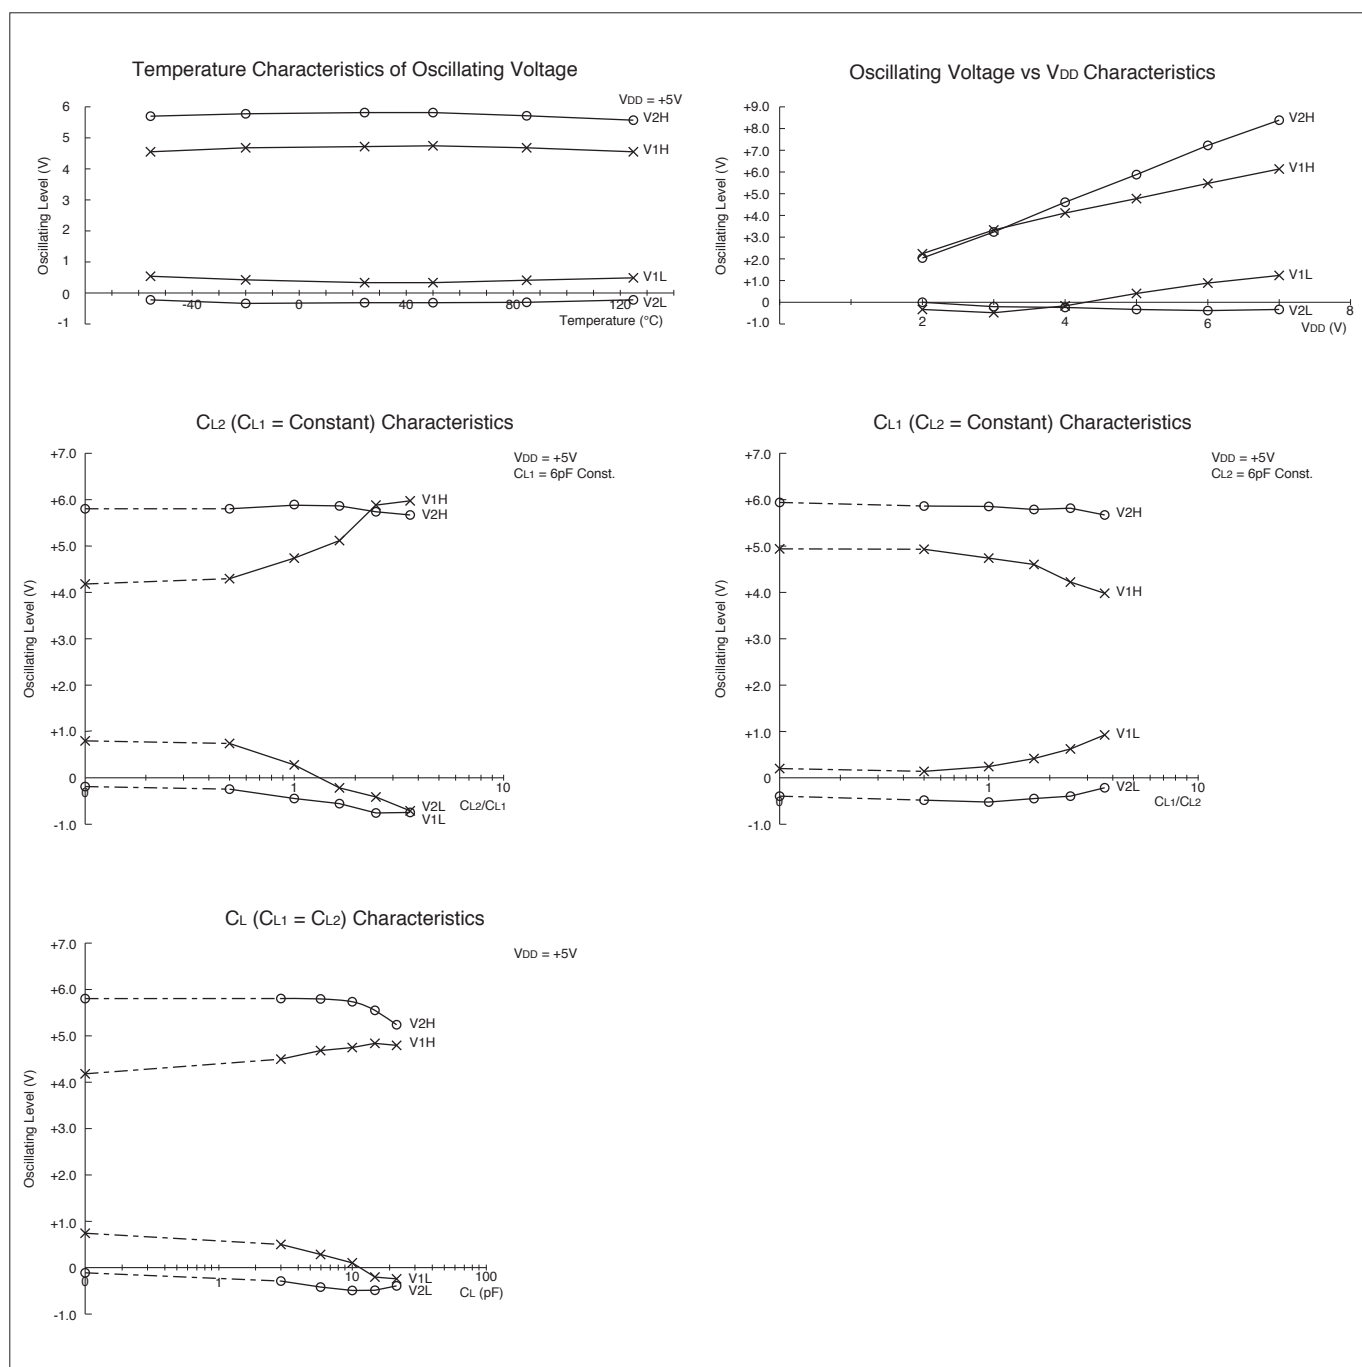 Temperature Characteristics of Oscillating Voltage
VDD = +5V
Oscillating Level (V)
6
5
4
3
2
1
0
-1
V2H
V1H
V1L
V2L
-40
0
40
80
120
Temperature (°C)
Oscillating Voltage vs VDD Characteristics
Oscillating Level (V)
+9.0
+8.0
+7.0
+6.0
+5.0
+4.0
+3.0
+2.0
+1.0
0
-1.0
V2H
V1H
V1L
V2L
2
4
6
8
VDD (V)
CL2 (CL1 = Constant) Characteristics
VDD = +5V
CL1 = 6pF Const.
Oscillating Level (V)
+7.0
+6.0
+5.0
+4.0
+3.0
+2.0
+1.0
0
-1.0
V1H
V2H
V2L
V1L
0
1
10
CL2/CL1
CL1 (CL2 = Constant) Characteristics
VDD = +5V
CL2 = 6pF Const.
Oscillating Level (V)
+7.0
+6.0
+5.0
+4.0
+3.0
+2.0
+1.0
0
-1.0
V2H
V1H
V1L
V2L
0
1
10
CL1/CL2
CL (CL1 = CL2) Characteristics
VDD = +5V
Oscillating Level (V)
+7.0
+6.0
+5.0
+4.0
+3.0
+2.0
+1.0
0
-1.0
V2H
V1H
V1L
V2L
0
1
10
100
CL (pF)